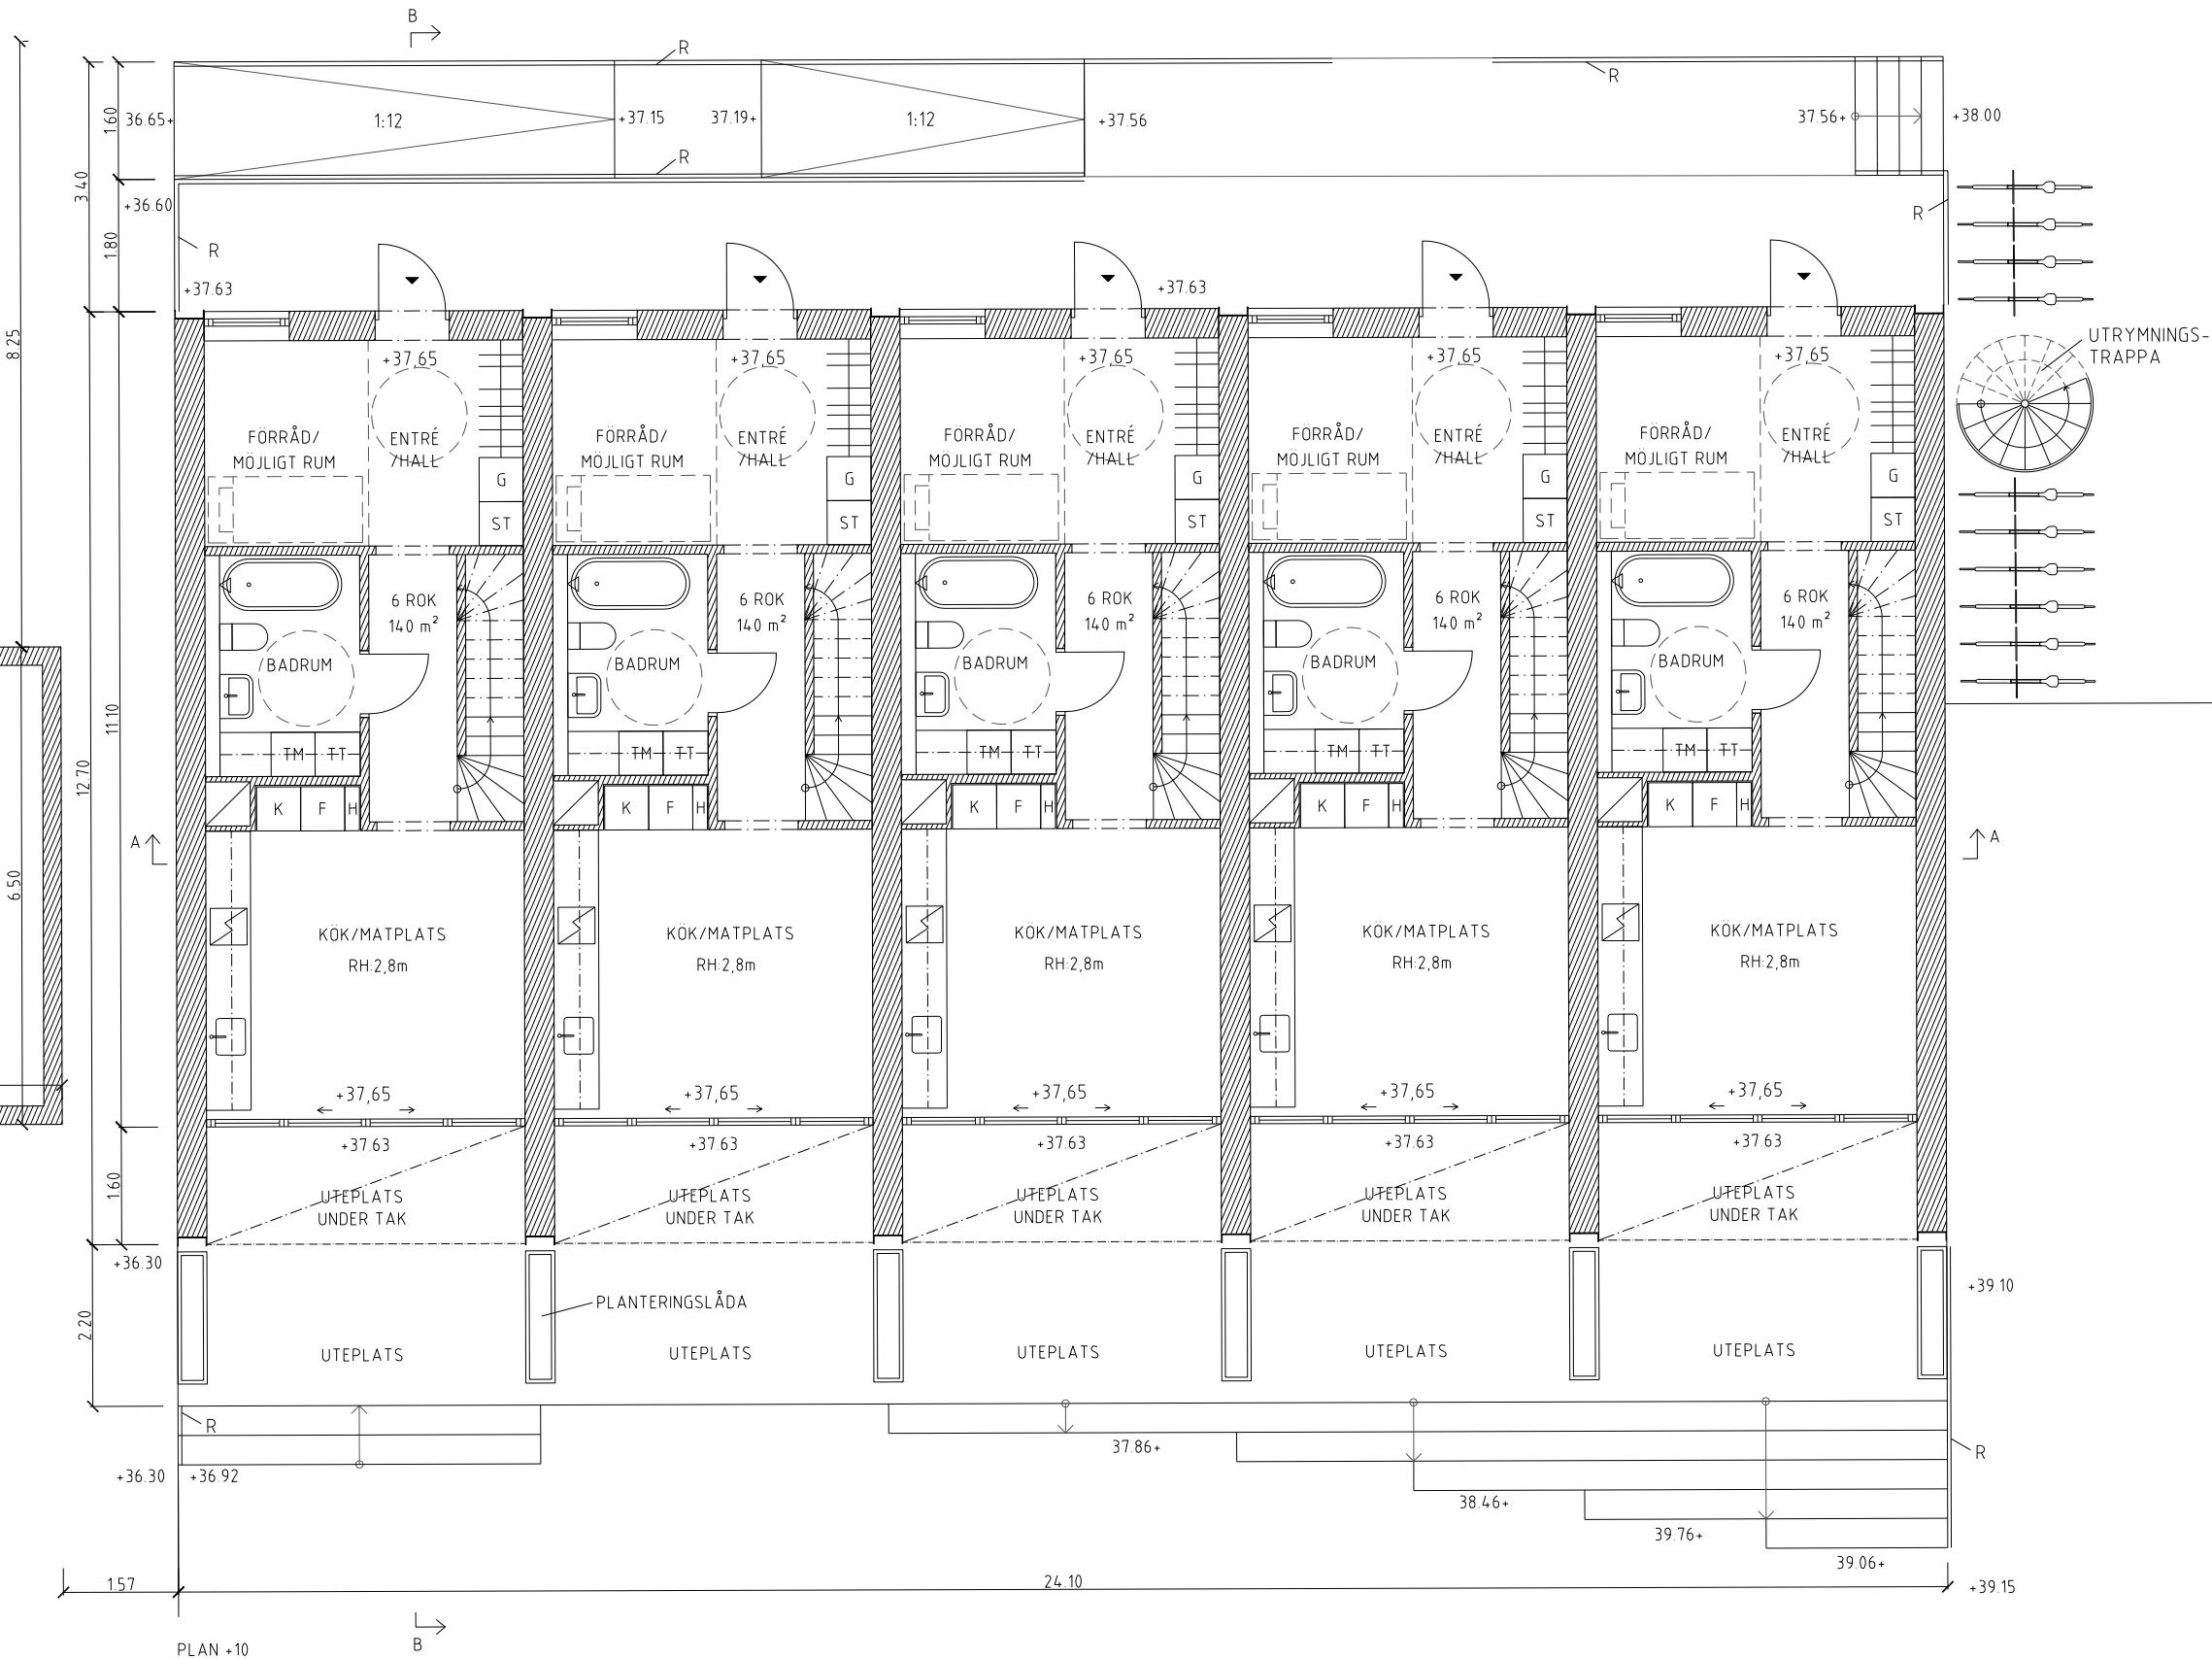 B
R
R
1:12
1:12
36.65+
+37.15
37.19+
+37.56
37.56+
+38.00
1.60
3.40
R
+36.60
R
1.80
R
+37.63
+37.63
8.25
UTRYMNINGS-
TRAPPA
+37,65
+37,65
+37,65
+37,65
+37,65
FÖRRÅD/
MÖJLIGT RUM
ENTRÉ
/HALL
G
ST
FÖRRÅD/
MÖJLIGT RUM
ENTRÉ
/HALL
G
ST
FÖRRÅD/
MÖJLIGT RUM
ENTRÉ
/HALL
G
ST
FÖRRÅD/
MÖJLIGT RUM
ENTRÉ
/HALL
G
ST
FÖRRÅD/
MÖJLIGT RUM
ENTRÉ
/HALL
G
ST
6 ROK
140 m²
BADRUM
TM
TT
6 ROK
140 m²
BADRUM
TM
TT
6 ROK
140 m²
BADRUM
TM
TT
6 ROK
140 m²
BADRUM
TM
TT
6 ROK
140 m²
BADRUM
TM
TT
11.10
12.70
K F H
K F H
K F H
K F H
K F H
A
A
6.50
KÖK/MATPLATS
RH:2,8m
KÖK/MATPLATS
RH:2,8m
KÖK/MATPLATS
RH:2,8m
KÖK/MATPLATS
RH:2,8m
KÖK/MATPLATS
RH:2,8m
+37,65
+37,65
+37,65
+37,65
+37,65
+37.63
+37.63
+37.63
+37.63
+37.63
1.60
UTEPLATS
UNDER TAK
UTEPLATS
UNDER TAK
UTEPLATS
UNDER TAK
UTEPLATS
UNDER TAK
UTEPLATS
UNDER TAK
+36.30
+39.10
2.20
PLANTERINGSLÅDA
UTEPLATS
UTEPLATS
UTEPLATS
UTEPLATS
UTEPLATS
R
37.86+
R
+36.30
+36.92
38.46+
39.76+
39.06+
1.57
24.10
+39.15
B
PLAN +10